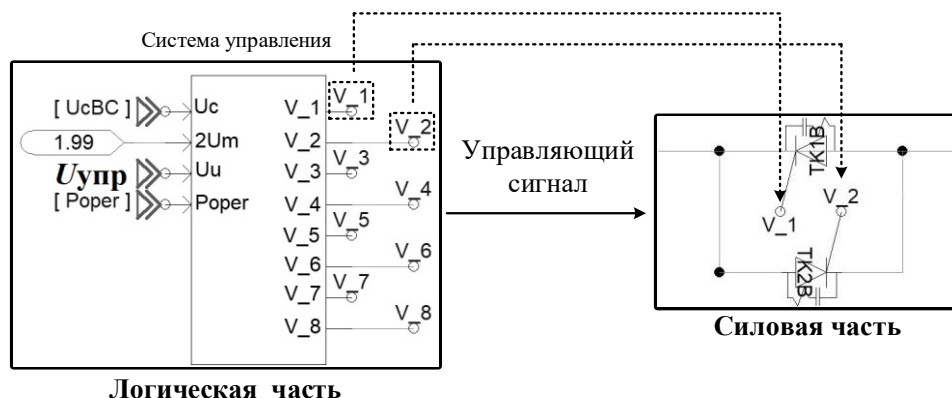 Система управления
[ UcBC ]
Uc
V_1
V_1
1.99
2Um
V_2
V_2
Uупр
Uu
V_3
V_3
[ Poper ]
Poper
V_4
V_4
V_5
V_5
V_6
V_6
V_7
V_7
V_8
V_8
Логическая часть
Управляющий
сигнал
TK1B
V_1
V_2
TK2B
Силовая часть